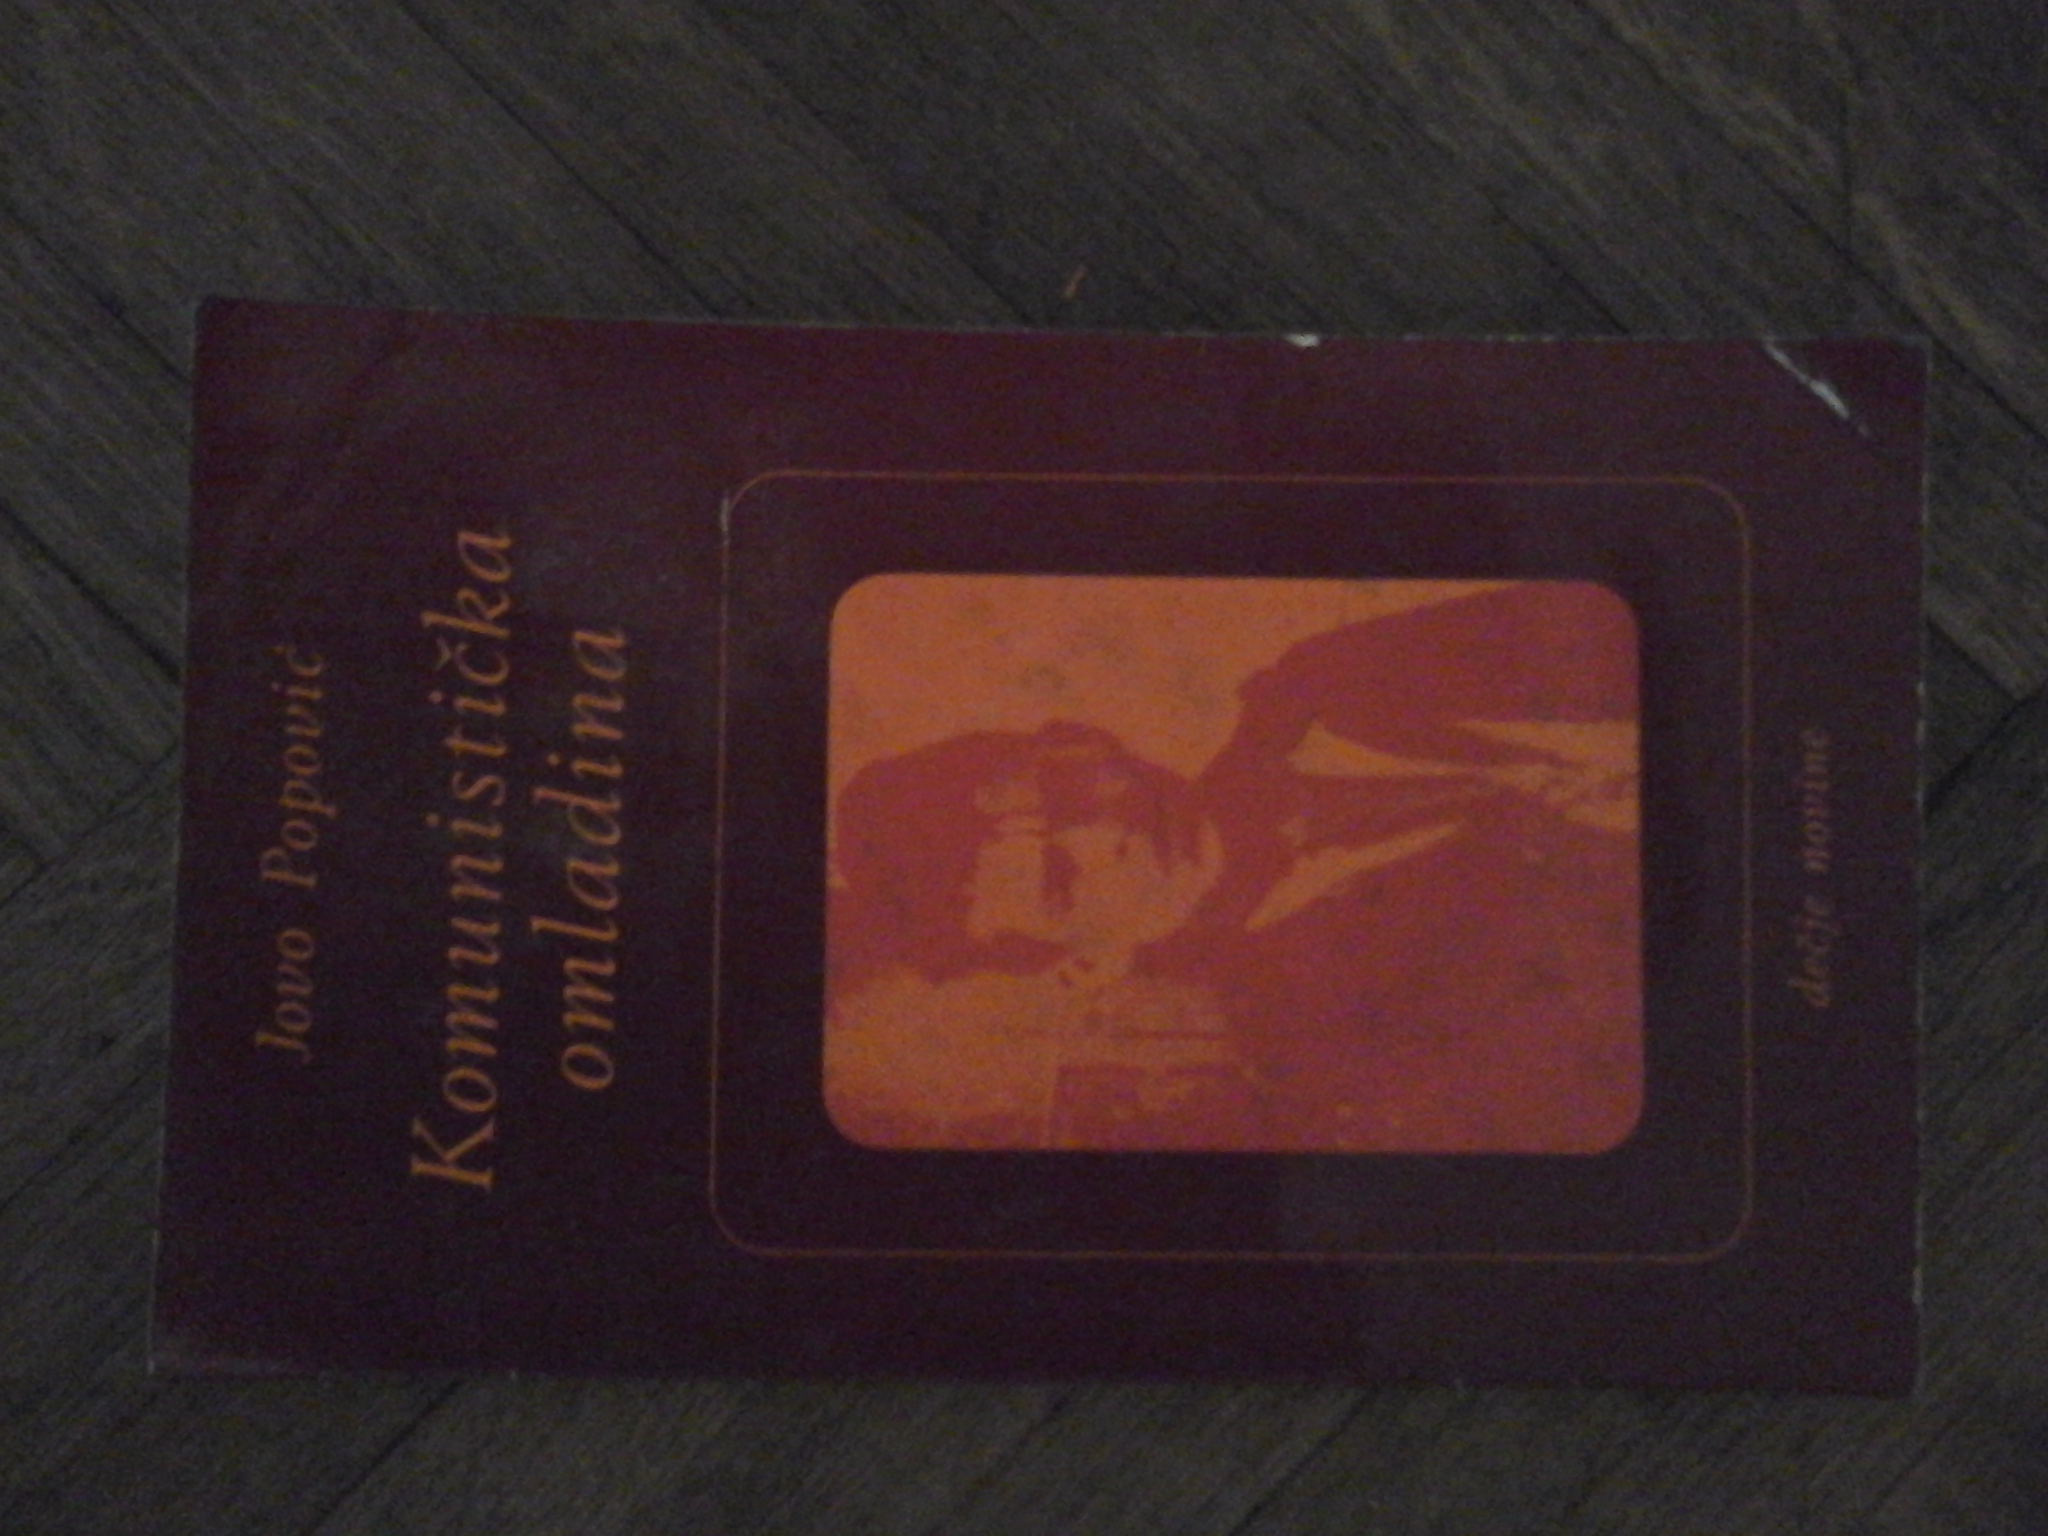 Jovo Popović
Komunistička
omladina
dečje novine